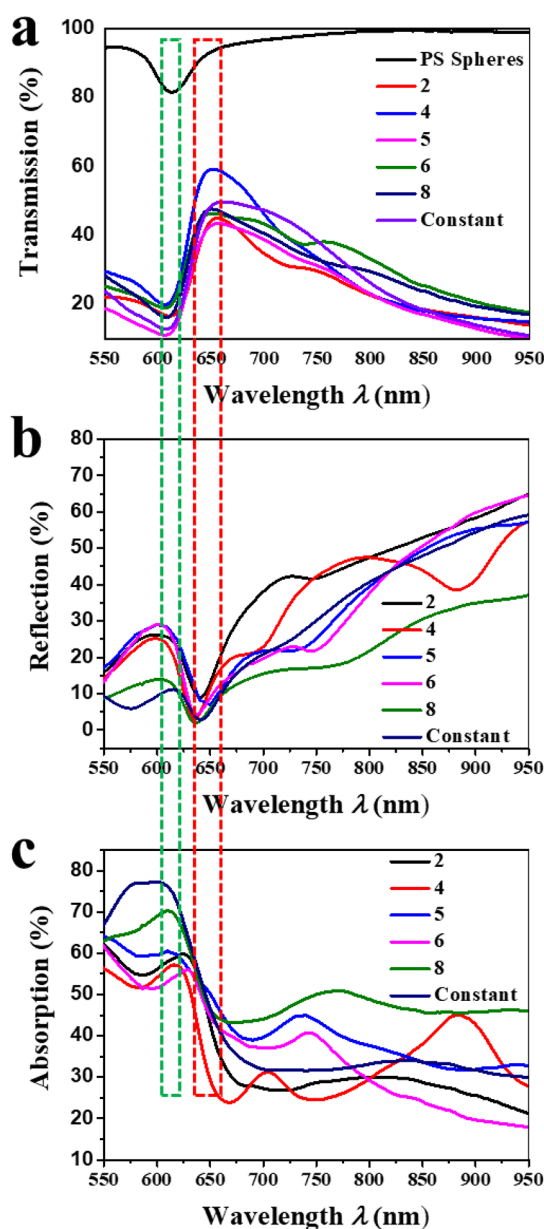 a
Transmission (%)
100
80
60
40
20
PS Spheres
2
4
5
6
8
Constant
550 600 650 700 750 800 850 900 950
Wavelength λ (nm)
b
Reflection (%)
80
70
60
50
40
30
20
10
0
2
4
5
6
8
Constant
550 600 650 700 750 800 850 900 950
Wavelength λ (nm)
c
Absorption (%)
80
70
60
50
40
30
20
10
2
4
5
6
8
Constant
550 600 650 700 750 800 850 900 950
Wavelength λ (nm)